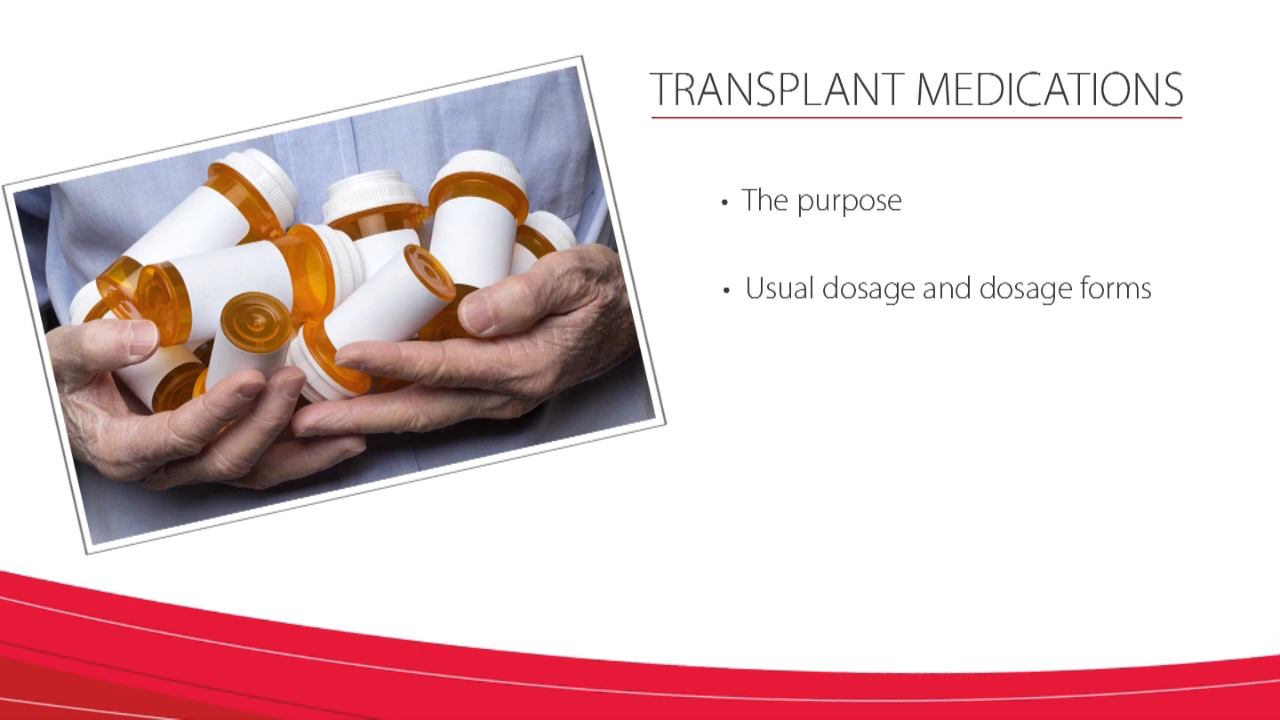 TRANSPLANT MEDICATIONS
• The purpose
• Usual dosage and dosage forms